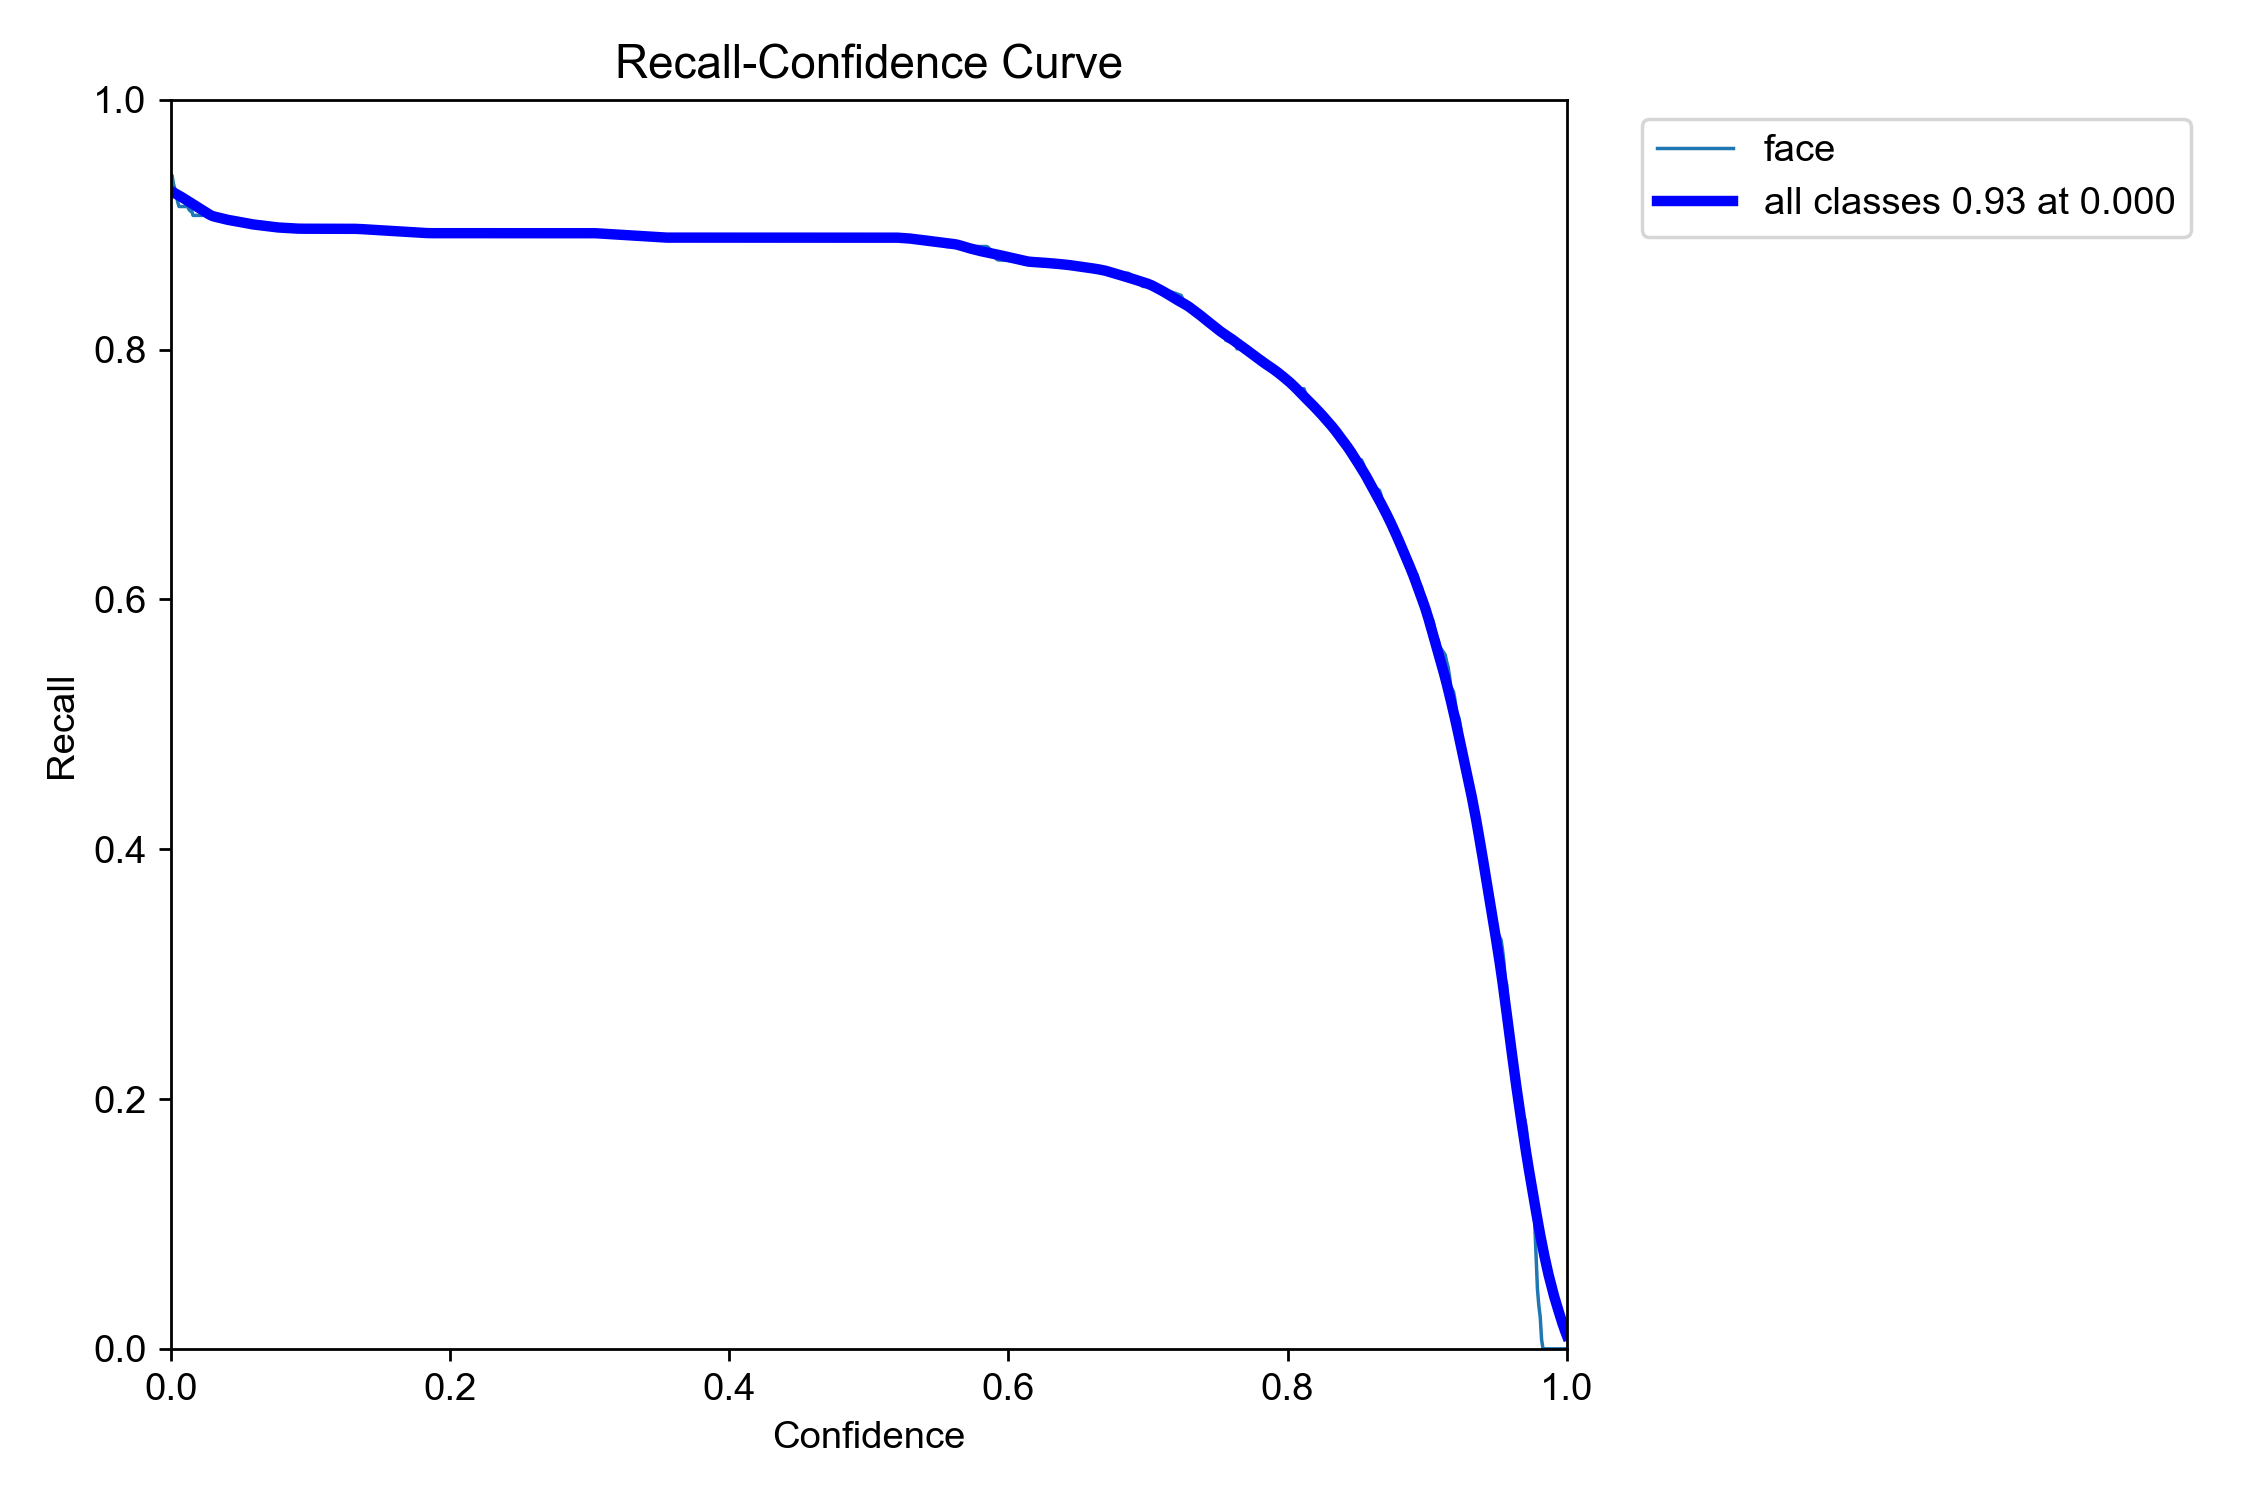 Recall-Confidence Curve
1.0
0.8
0.6
0.4
0.2
0.0
Recall
0.0 0.2 0.4 0.6 0.8 1.0
Confidence
face
all classes 0.93 at 0.000